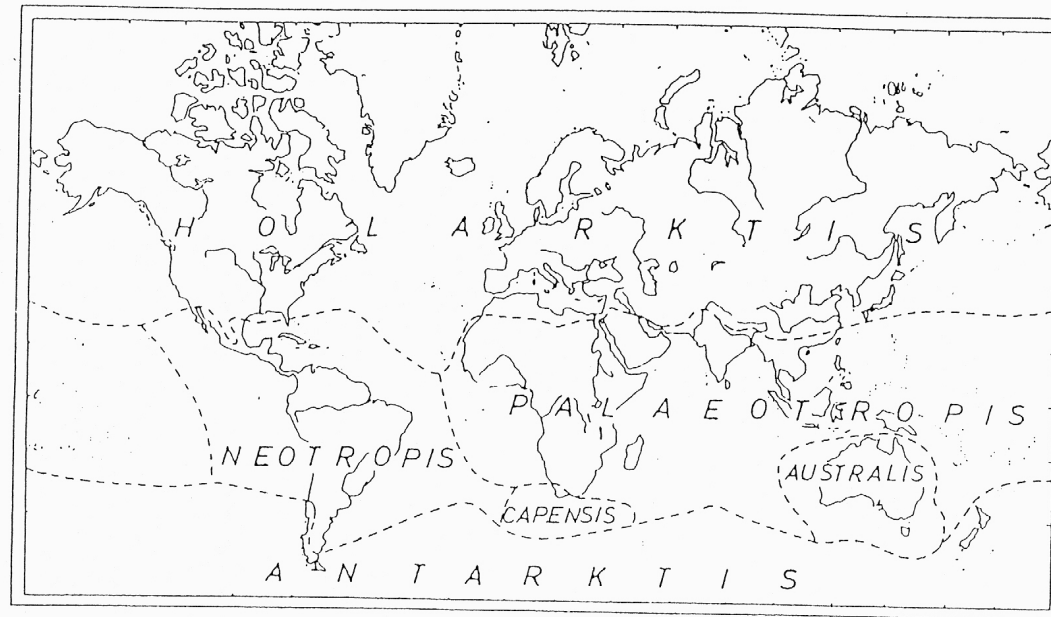 HOLARKTIS
PALAEOTROPIS
NEOTROPIS
AUSTRALIS
CAPENSIS
ANTARKTIS